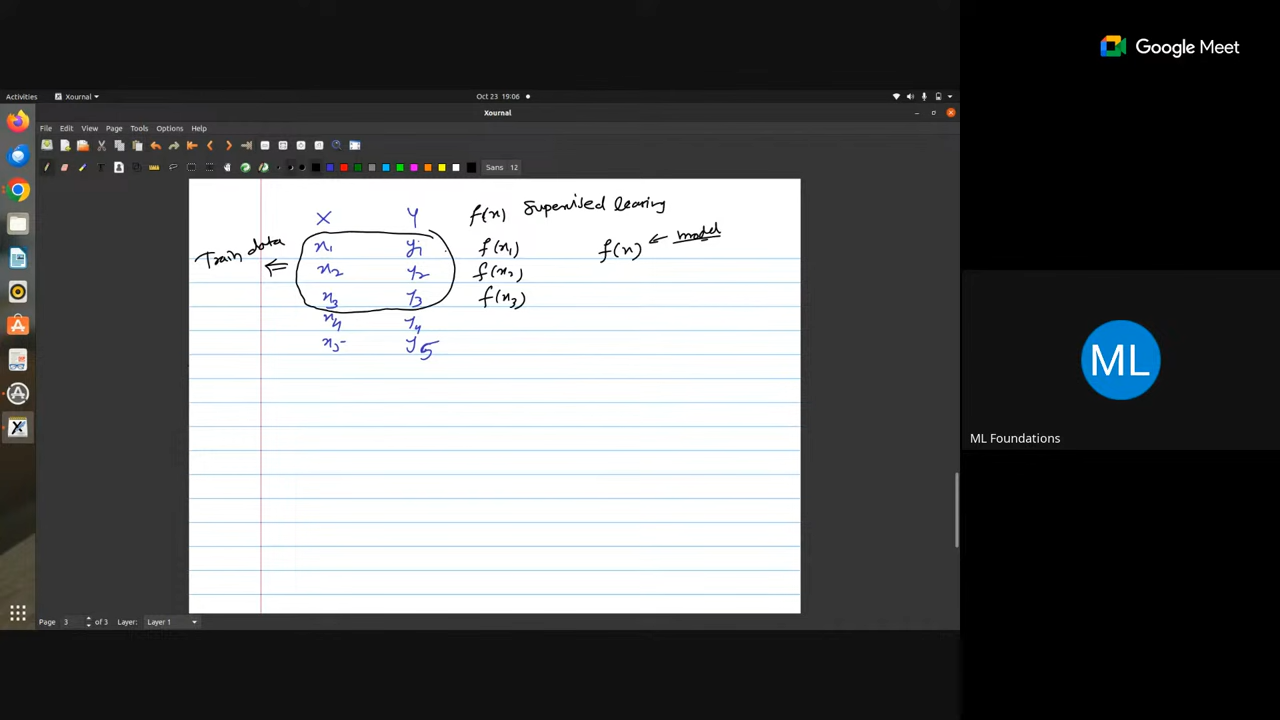 Google Meet
Activities Xournal Oct 23 19:06
Xournal
File Edit View Page Tools Options Help
Sans 12
X Y f(x) Supervised learing
Train data x1 y1 f(x1) f(x) model
x2 y2 f(x2)
x3 y3 f(x3)
x4 y4
x5 y5
ML
ML Foundations
Page 3 of 3 Layer: Layer 1